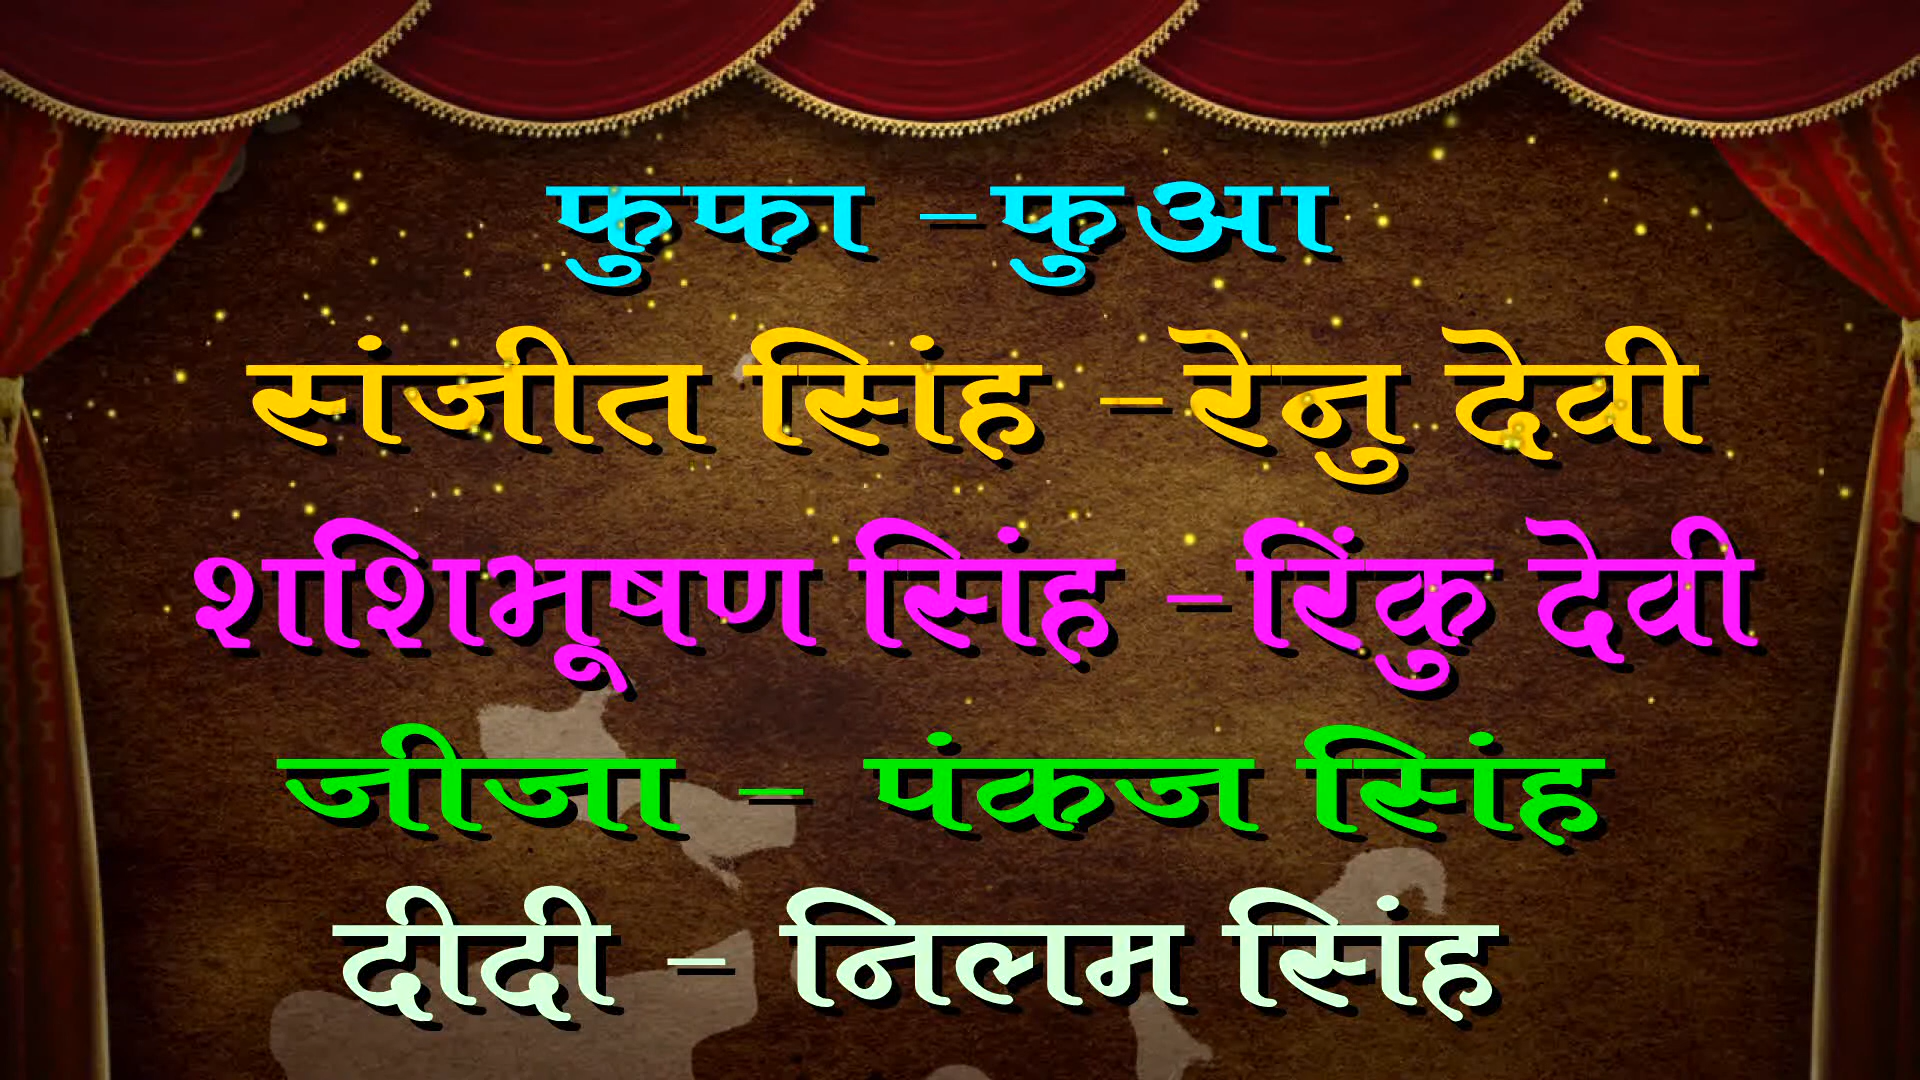 फुफा -फुआ
संजीत सिंह -रेनु देवी
शशिभूषण सिंह -रिंकु देवी
जीजा - पंकज सिंह
दीदी - निलम सिंह